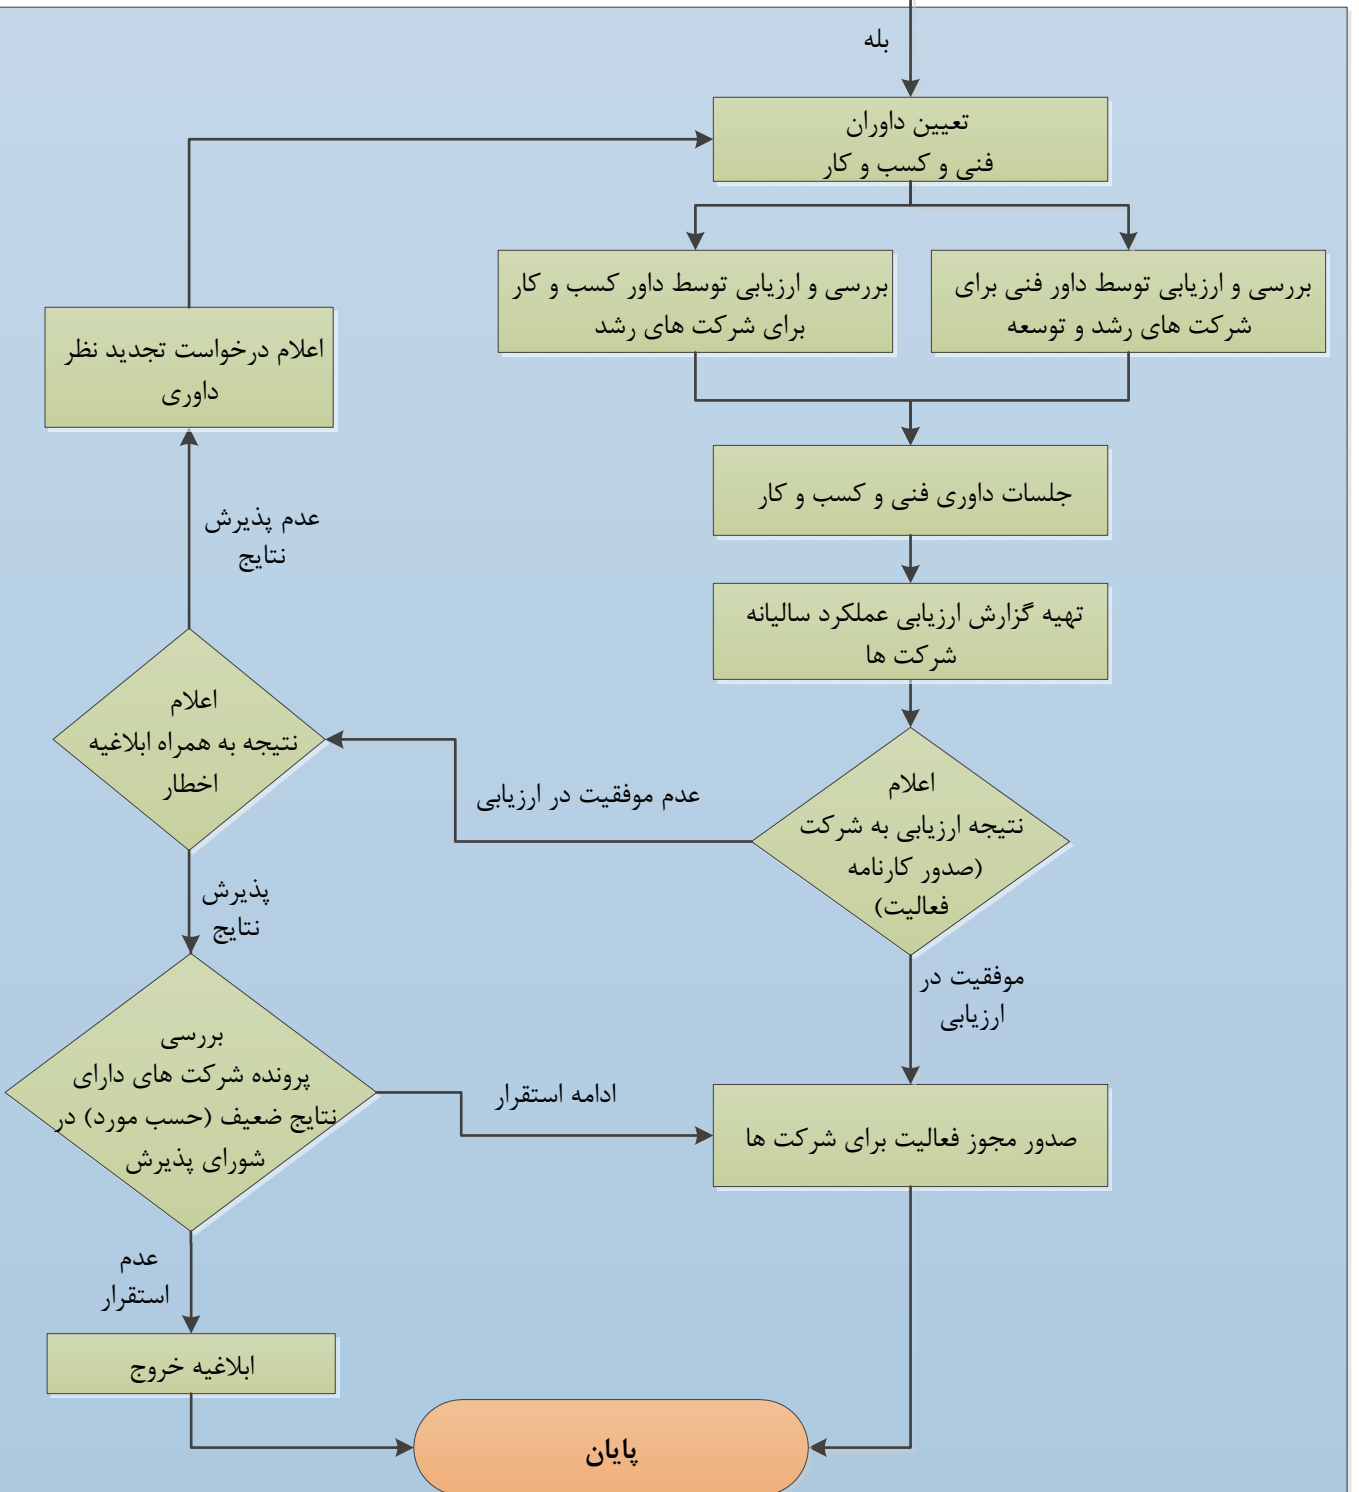 بله
تعیین داوران
فنی و کسب و کار
بررسی و ارزیابی توسط داور فنی برای
شرکت های رشد و توسعه
بررسی و ارزیابی توسط داور کسب و کار
برای شرکت های رشد
اعلام درخواست تجدید نظر
داوری
جلسات داوری فنی و کسب و کار
عدم پذیرش
نتایج
تهیه گزارش ارزیابی عملکرد سالیانه
شرکت ها
اعلام
نتیجه به همراه ابلاغیه
اخطار
اعلام
نتیجه ارزیابی به شرکت
(صدور کارنامه
فعالیت)
عدم موفقیت در ارزیابی
پذیرش
نتایج
موفقیت در
ارزیابی
بررسی
پرونده شرکت های دارای
نتایج ضعیف (حسب مورد) در
شورای پذیرش
ادامه استقرار
صدور مجوز فعالیت برای شرکت ها
عدم
استقرار
ابلاغیه خروج
پایان